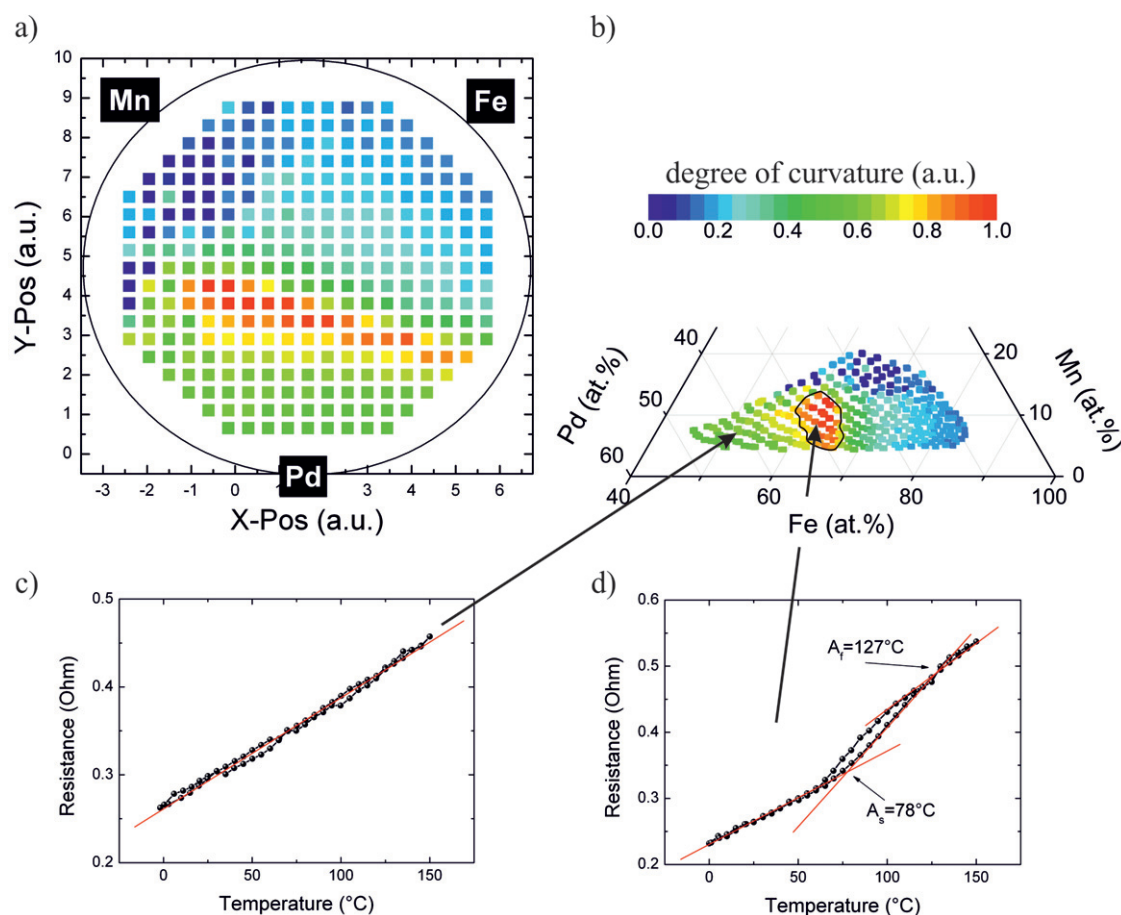 a)
10
9
8
7
6
5
4
3
2
1
0
Y-Pos (a.u.)
Mn
Fe
Pd
-3 -2 -1 0 1 2 3 4 5 6
X-Pos (a.u.)
b)
degree of curvature (a.u.)
0.0 0.2 0.4 0.6 0.8 1.0
40
50
60
Pd (at.%)
20
10
0
Mn (at.%)
40 60 80 100
Fe (at.%)
c)
0.5
0.4
0.3
0.2
Resistance (Ohm)
0 50 100 150
Temperature (°C)
d)
0.6
0.5
0.4
0.3
0.2
Resistance (Ohm)
Af=127°C
As=78°C
0 50 100 150
Temperature (°C)